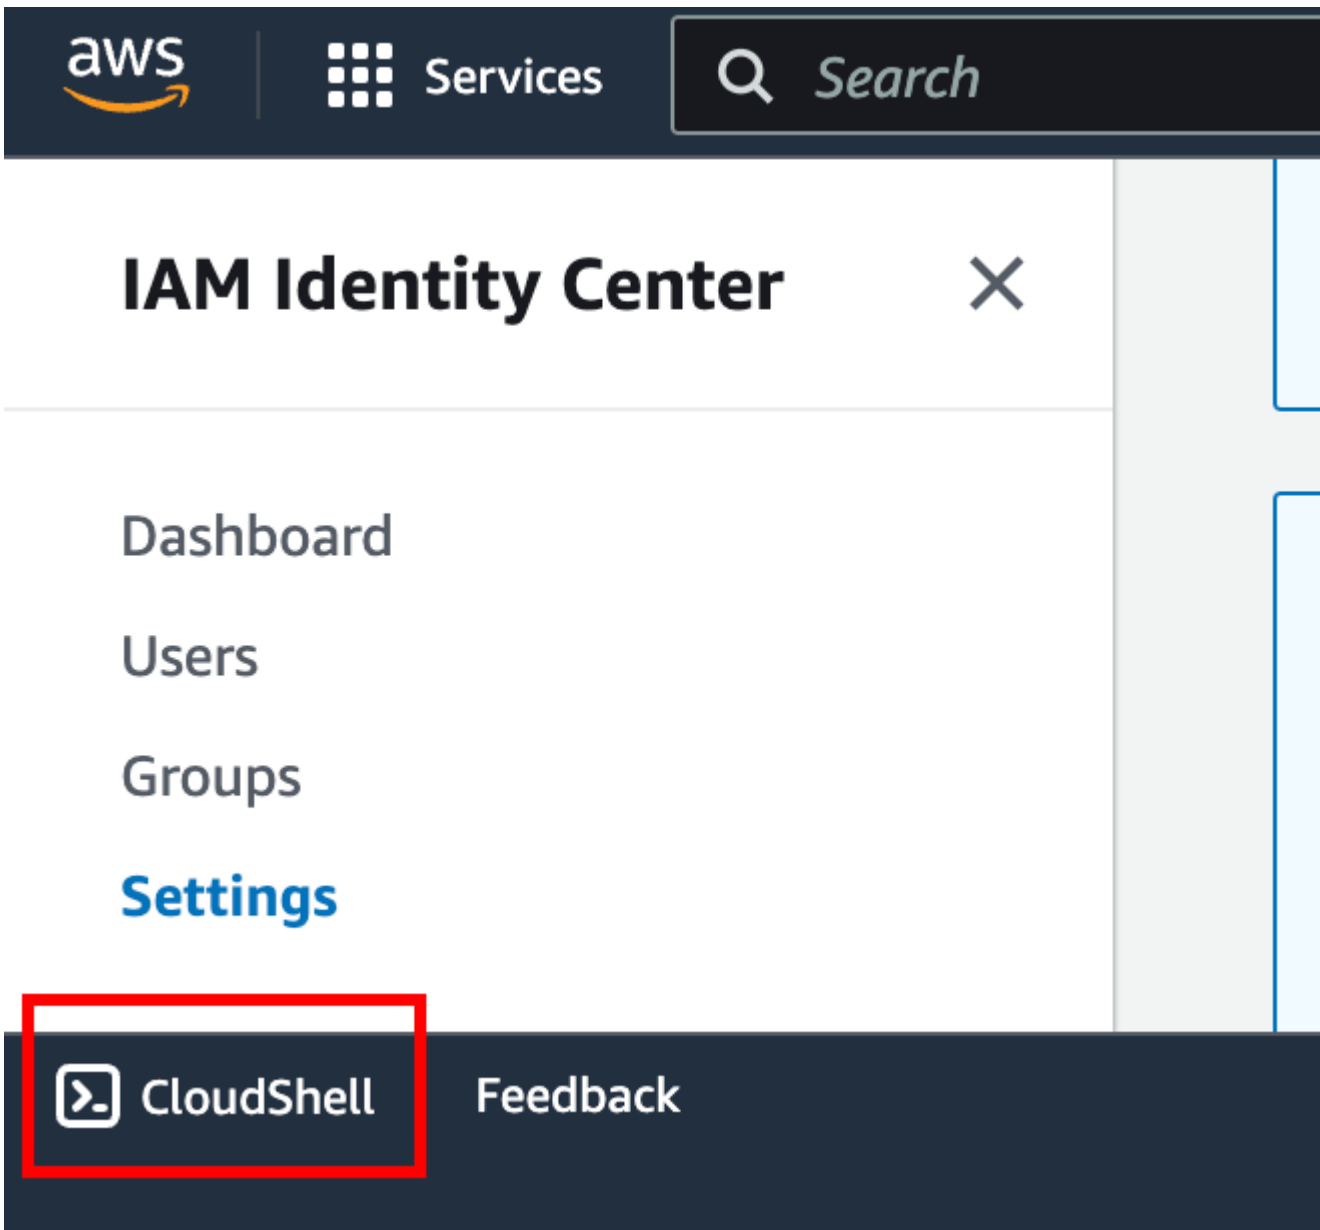 aws Services Search
IAM Identity Center
Dashboard
Users
Groups
Settings
CloudShell Feedback